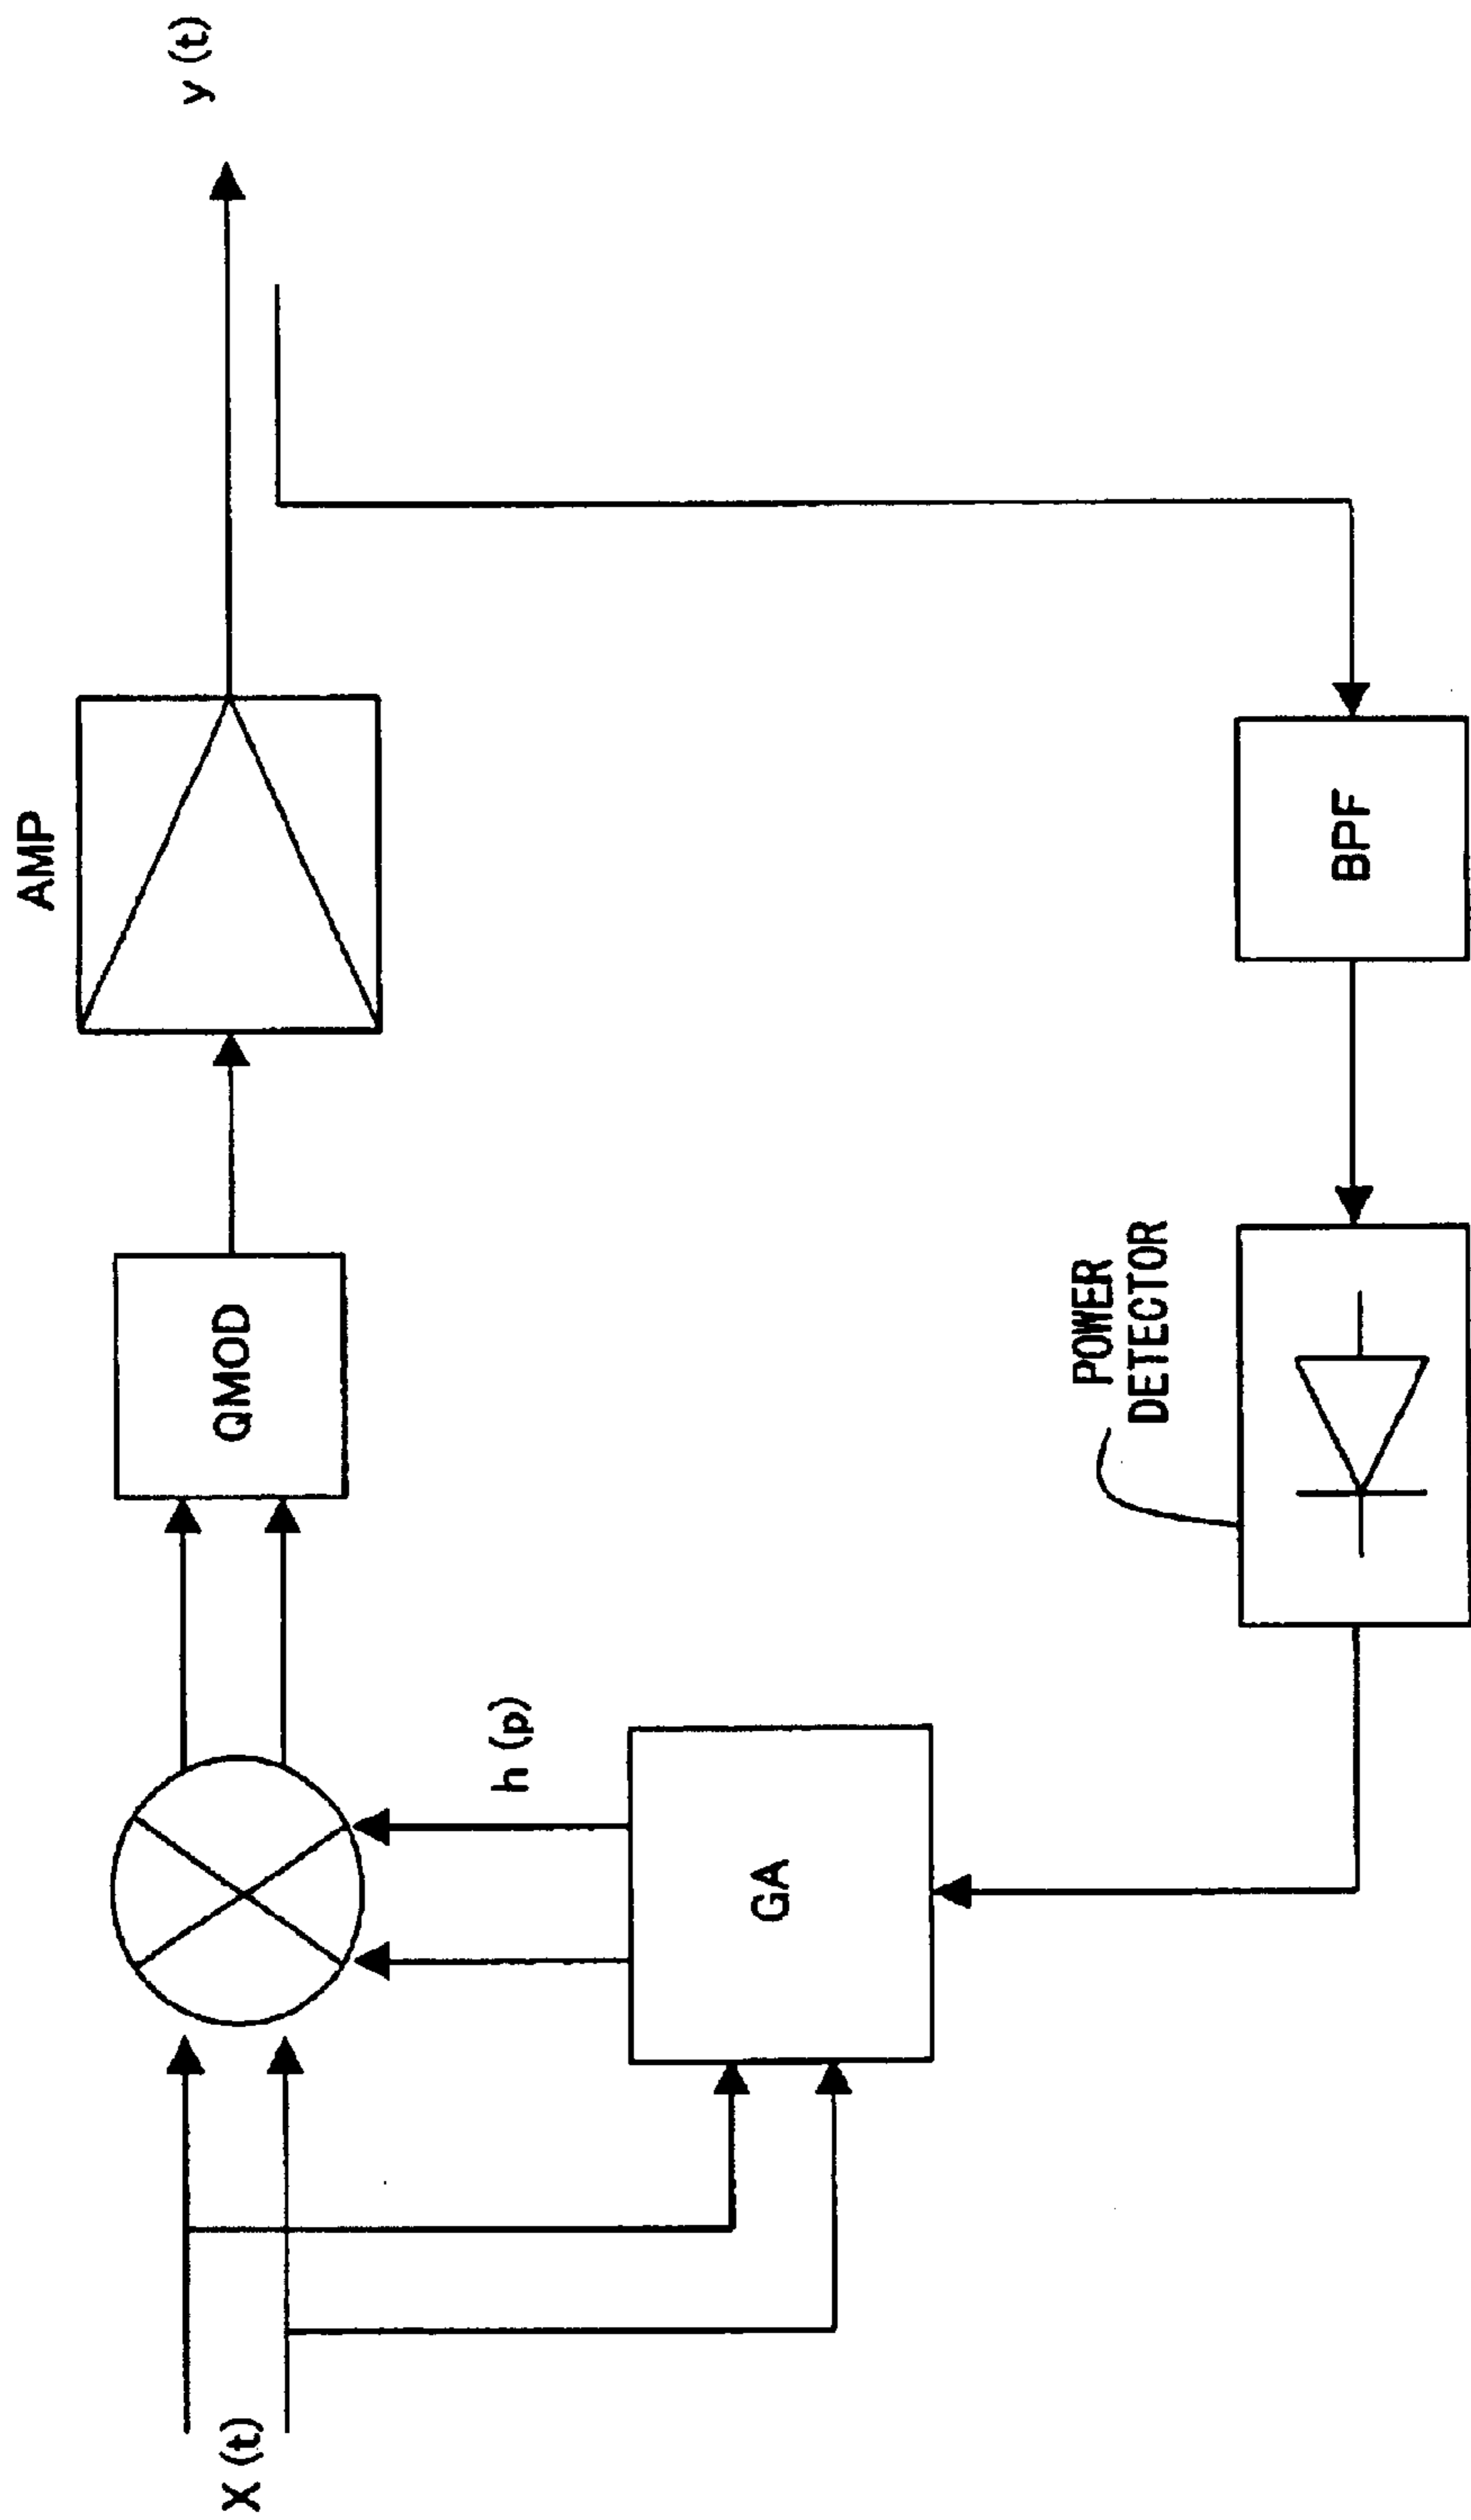 X(t)
QMOD
AMP
y(t)
h(p)
GA
POWER
DETECTOR
BPF